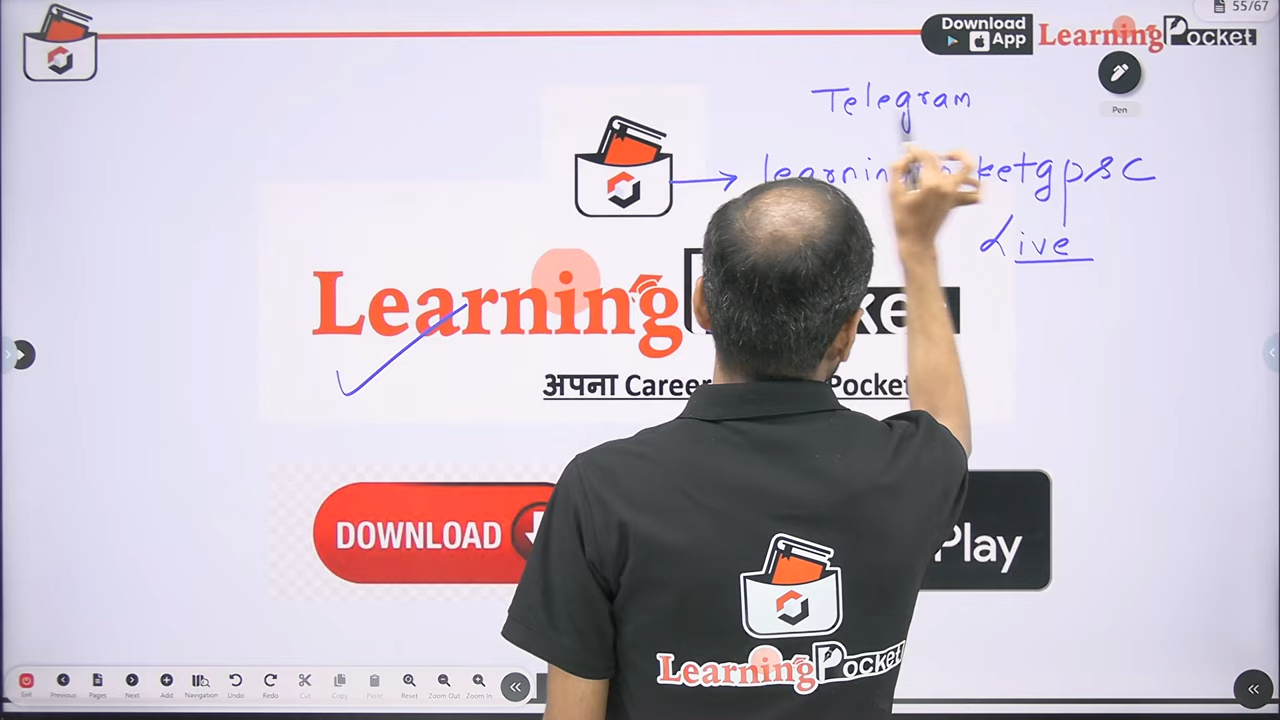 55/67
Download App
Learning Pocket
Pen
Telegram
Live
Learning
अपना Career
DOWNLOAD
Play
Learning Pocket
Exit Previous Pages Next Add Navigation Undo Redo Cut Copy Paste Reset Zoom Out Zoom In